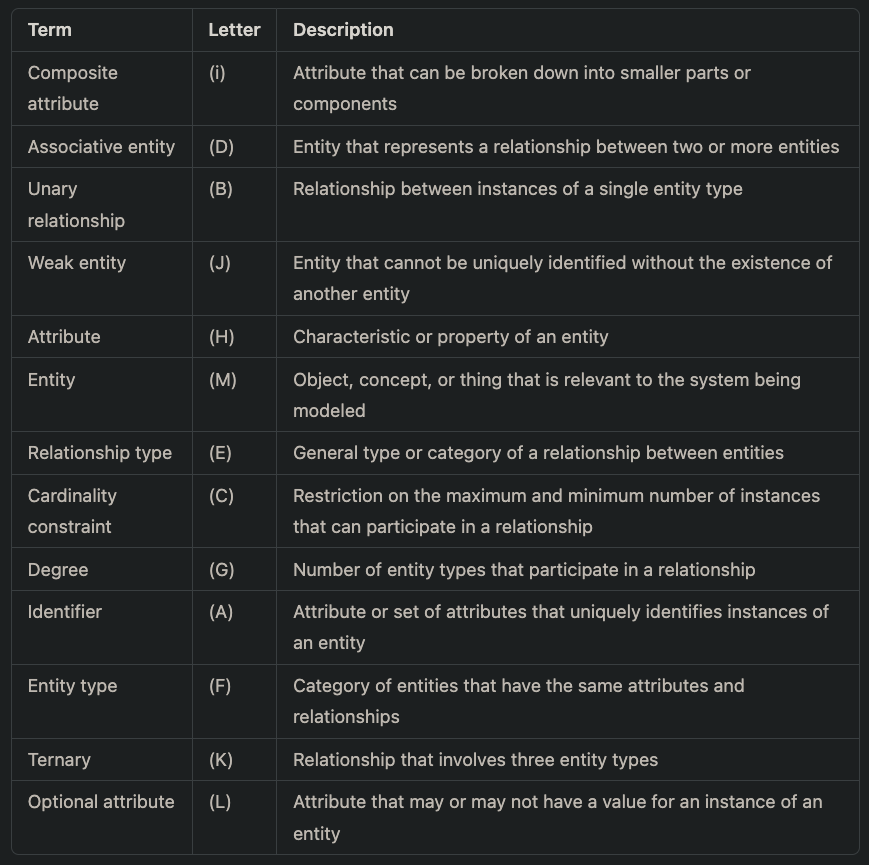 Term Letter Description
Composite attribute (i) Attribute that can be broken down into smaller parts or components
Associative entity (D) Entity that represents a relationship between two or more entities
Unary relationship (B) Relationship between instances of a single entity type
Weak entity (J) Entity that cannot be uniquely identified without the existence of another entity
Attribute (H) Characteristic or property of an entity
Entity (M) Object, concept, or thing that is relevant to the system being modeled
Relationship type (E) General type or category of a relationship between entities
Cardinality constraint (C) Restriction on the maximum and minimum number of instances that can participate in a relationship
Degree (G) Number of entity types that participate in a relationship
Identifier (A) Attribute or set of attributes that uniquely identifies instances of an entity
Entity type (F) Category of entities that have the same attributes and relationships
Ternary (K) Relationship that involves three entity types
Optional attribute (L) Attribute that may or may not have a value for an instance of an entity